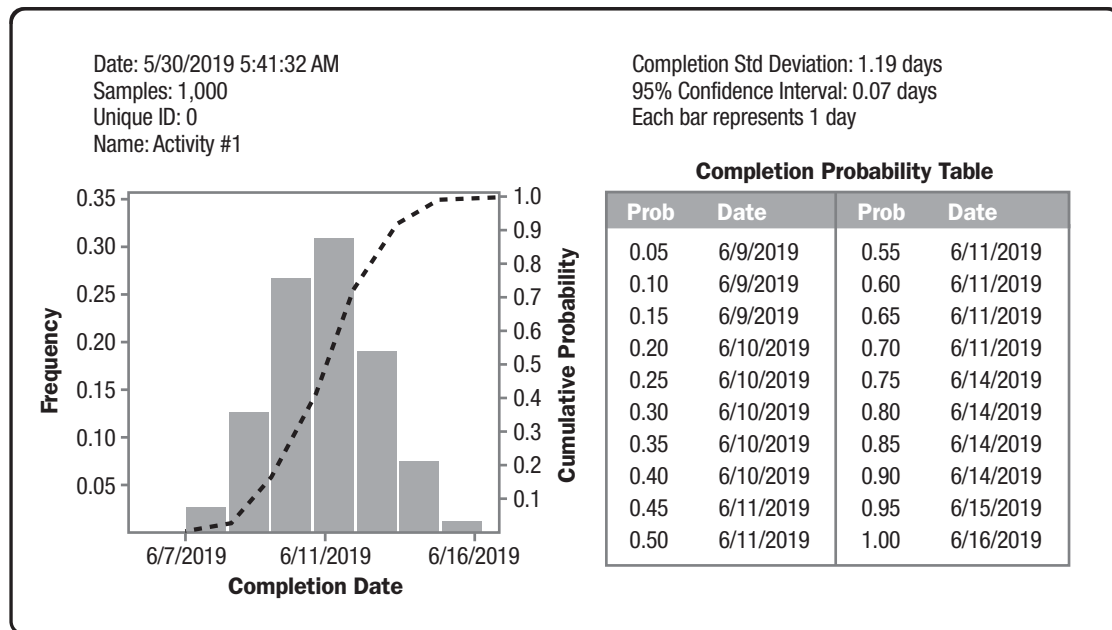 Date: 5/30/2019 5:41:32 AM
Samples: 1,000
Unique ID: 0
Name: Activity #1
Completion Std Deviation: 1.19 days
95% Confidence Interval: 0.07 days
Each bar represents 1 day
0.35
0.30
0.25
0.20
0.15
0.10
0.05
Frequency
1.0
0.9
0.8
0.7
0.6
0.5
0.4
0.3
0.2
0.1
Cumulative Probability
6/7/2019 6/11/2019 6/16/2019
Completion Date
Completion Probability Table
Prob Date Prob Date
0.05 6/9/2019 0.55 6/11/2019
0.10 6/9/2019 0.60 6/11/2019
0.15 6/9/2019 0.65 6/11/2019
0.20 6/10/2019 0.70 6/11/2019
0.25 6/10/2019 0.75 6/14/2019
0.30 6/10/2019 0.80 6/14/2019
0.35 6/10/2019 0.85 6/14/2019
0.40 6/10/2019 0.90 6/14/2019
0.45 6/11/2019 0.95 6/15/2019
0.50 6/11/2019 1.00 6/16/2019